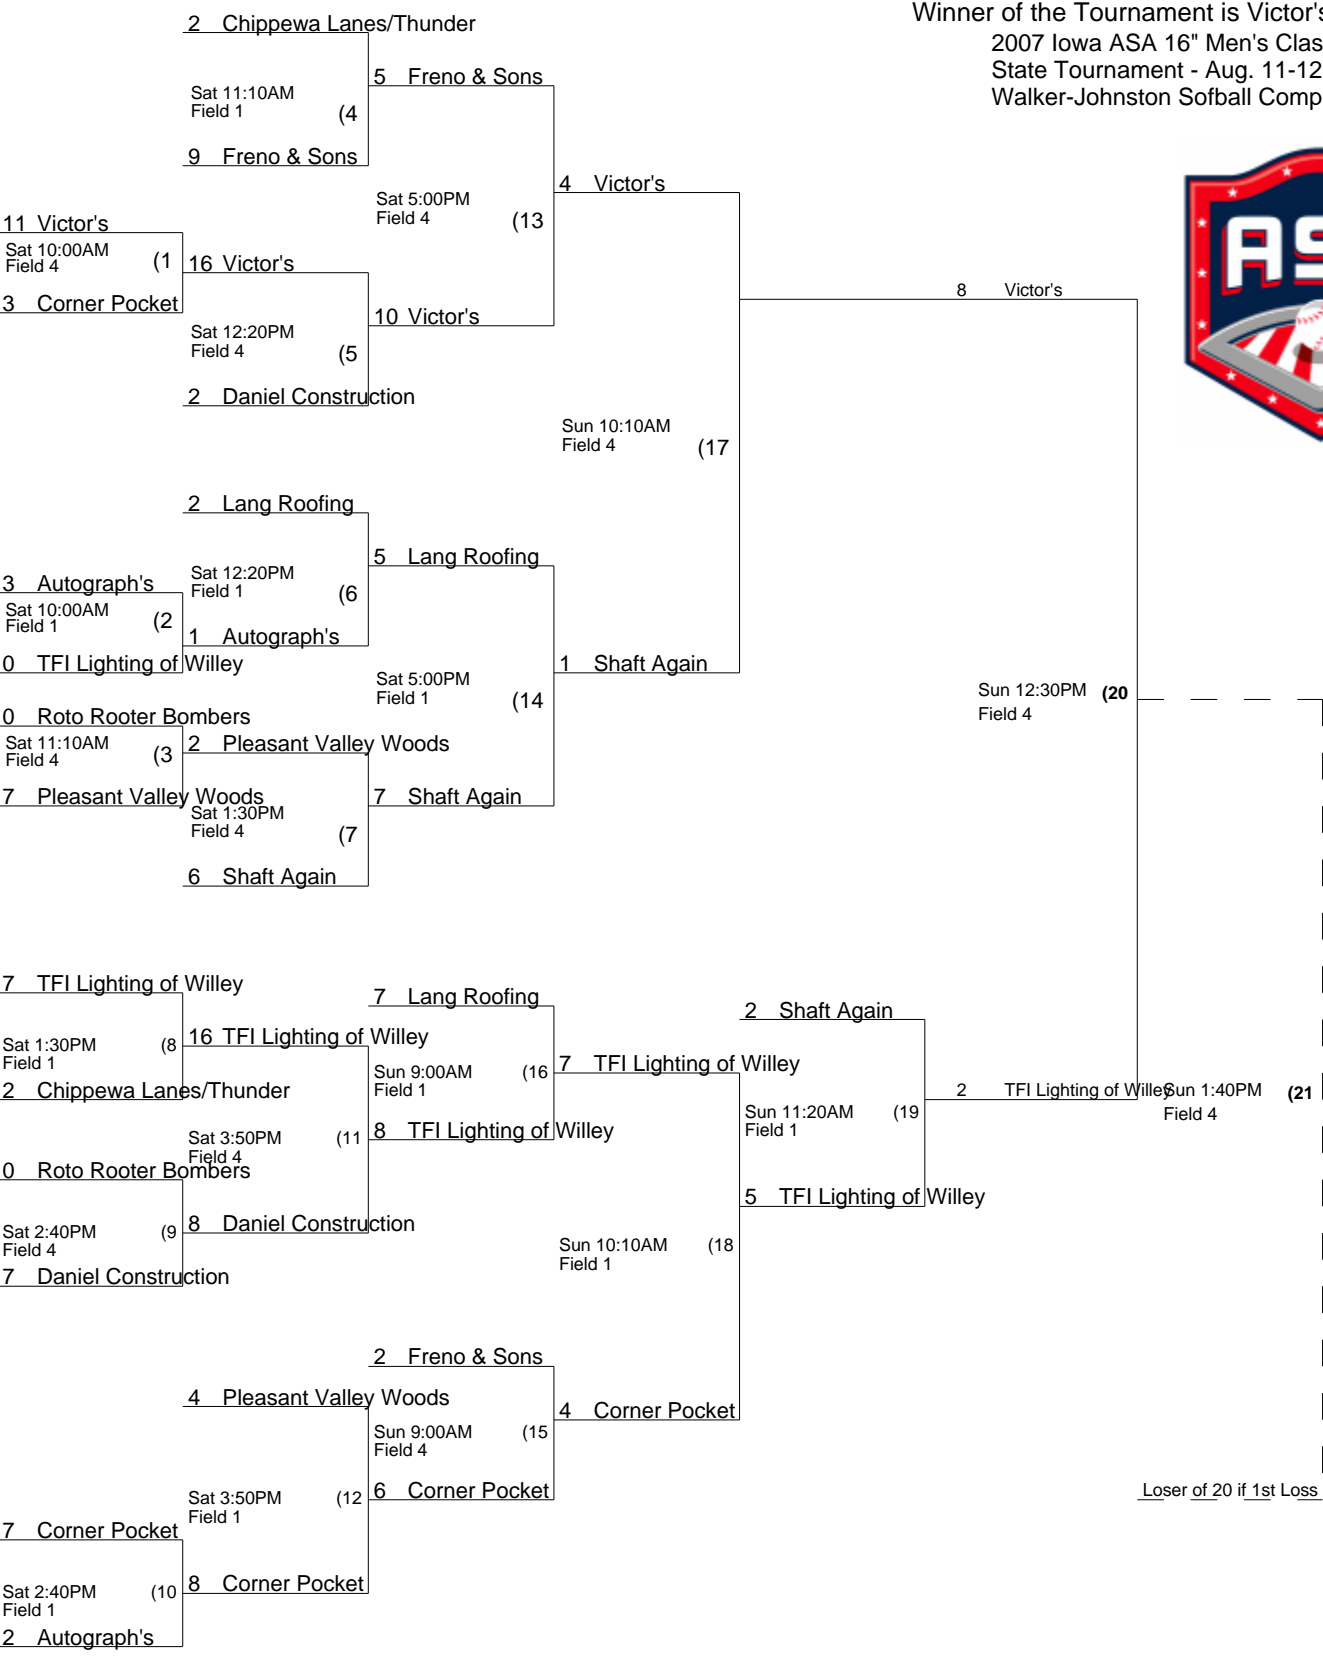 Winner of the Tournament is Victor's
2007 Iowa ASA 16" Men's Clas
State Tournament - Aug. 11-12
Walker-Johnston Sofball Comp
2 Chippewa Lanes/Thunder
5 Freno & Sons
Sat 11:10AM
Field 1 (4
9 Freno & Sons
4 Victor's
Sat 5:00PM
Field 4 (13
11 Victor's
Sat 10:00AM
Field 4 (1
16 Victor's
3 Corner Pocket
8 Victor's
10 Victor's
Sat 12:20PM
Field 4 (5
2 Daniel Construction
Sun 10:10AM
Field 4 (17
2 Lang Roofing
5 Lang Roofing
Sat 12:20PM
Field 1 (6
3 Autograph's
Sat 10:00AM
Field 1 (2
1 Autograph's
0 TFI Lighting of Willey
1 Shaft Again
Sat 5:00PM
Field 1 (14
Sun 12:30PM (20
Field 4
0 Roto Rooter Bombers
Sat 11:10AM
Field 4 (3
2 Pleasant Valley Woods
7 Pleasant Valley Woods
7 Shaft Again
Sat 1:30PM
Field 4 (7
6 Shaft Again
7 TFI Lighting of Willey
7 Lang Roofing
2 Shaft Again
Sat 1:30PM (8
Field 1
16 TFI Lighting of Willey
7 TFI Lighting of Willey
Sun 9:00AM (16
Field 1
2 Chippewa Lanes/Thunder
2 TFI Lighting of Willey
Sun 1:40PM (21
Field 4
Sun 11:20AM (19
Field 1
8 TFI Lighting of Willey
Sat 3:50PM (11
Field 4
0 Roto Rooter Bombers
5 TFI Lighting of Willey
8 Daniel Construction
Sat 2:40PM (9
Field 4
Sun 10:10AM (18
Field 1
7 Daniel Construction
2 Freno & Sons
4 Pleasant Valley Woods
4 Corner Pocket
Sun 9:00AM (15
Field 4
6 Corner Pocket
Sat 3:50PM (12
Field 1
Loser of 20 if 1st Loss
7 Corner Pocket
8 Corner Pocket
Sat 2:40PM (10
Field 1
2 Autograph's